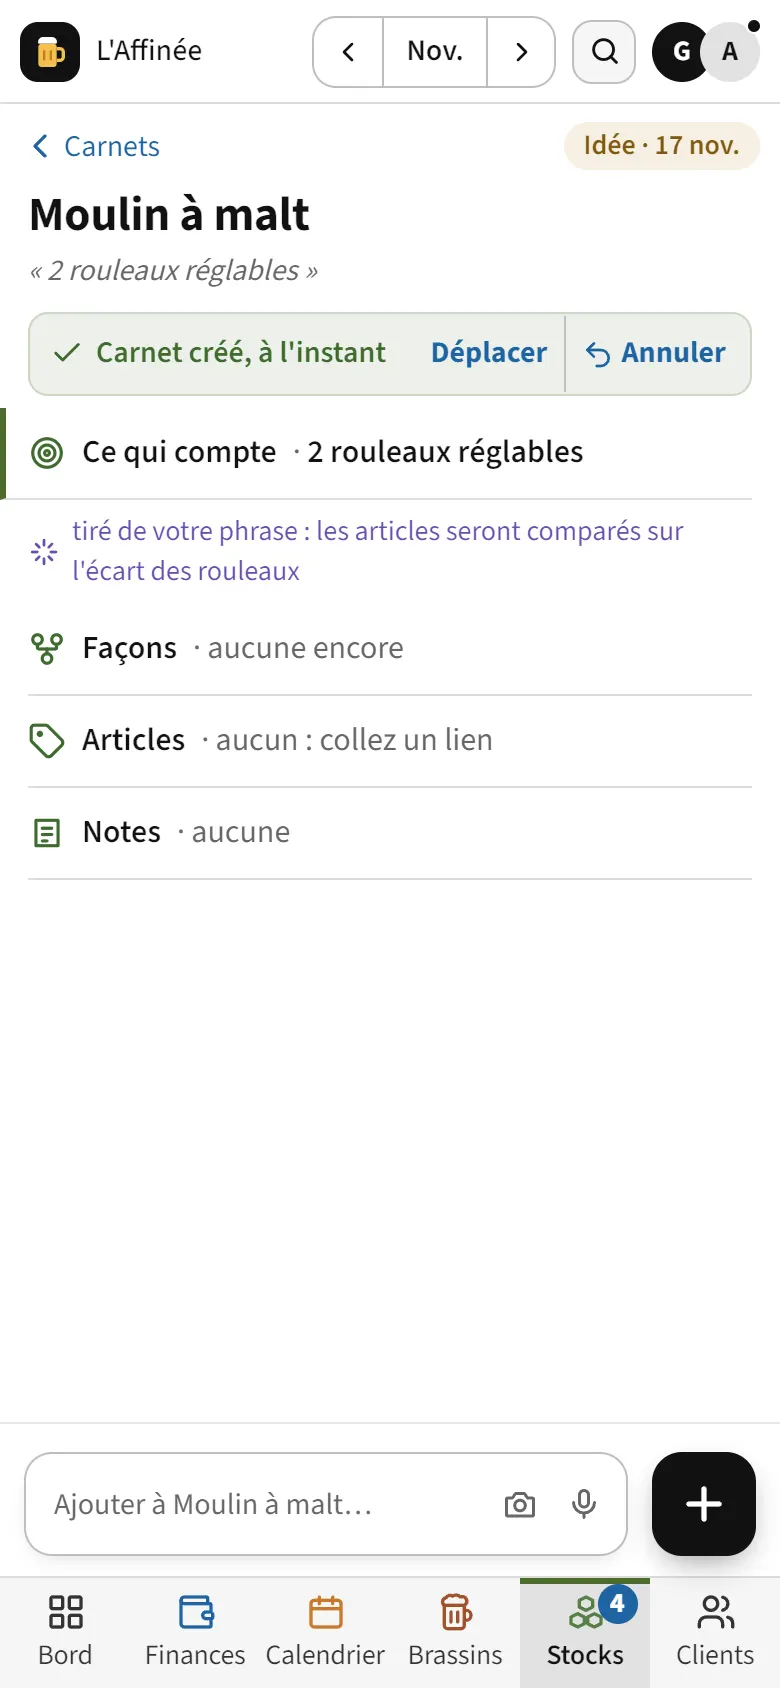 L'Affinée
Nov.
G
A
Carnets
Idée · 17 nov.
Moulin à malt
« 2 rouleaux réglables »
Carnet créé, à l'instant
Déplacer
Annuler
Ce qui compte · 2 rouleaux réglables
tiré de votre phrase : les articles seront comparés sur
l'écart des rouleaux
Façons · aucune encore
Articles · aucun : collez un lien
Notes · aucune
Ajouter à Moulin à malt…
4
Bord
Finances
Calendrier
Brassins
Stocks
Clients